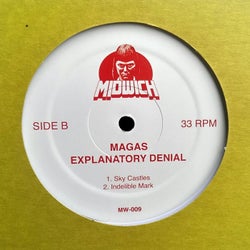 MIDWICH
SIDE B
33 RPM
MAGAS
EXPLANATORY DENIAL
1. Sky Castles
2. Indelible Mark
MW-009